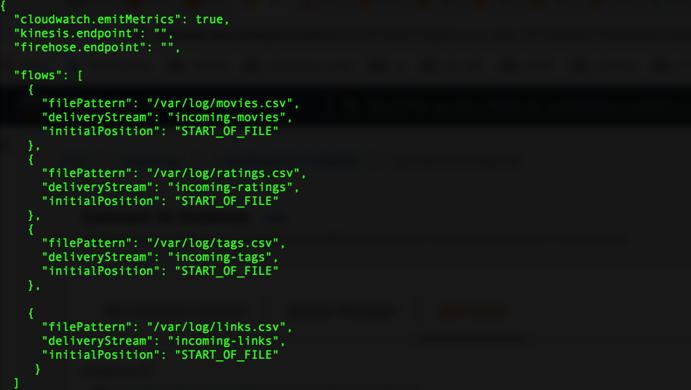 {
"cloudwatch.emitMetrics": true,
"kinesis.endpoint": "",
"firehose.endpoint": "",
"flows": [
{
"filePattern": "/var/log/movies.csv",
"deliveryStream": "incoming-movies",
"initialPosition": "START_OF_FILE"
},
{
"filePattern": "/var/log/ratings.csv",
"deliveryStream": "incoming-ratings",
"initialPosition": "START_OF_FILE"
},
{
"filePattern": "/var/log/tags.csv",
"deliveryStream": "incoming-tags",
"initialPosition": "START_OF_FILE"
},
{
"filePattern": "/var/log/links.csv",
"deliveryStream": "incoming-links",
"initialPosition": "START_OF_FILE"
}
]